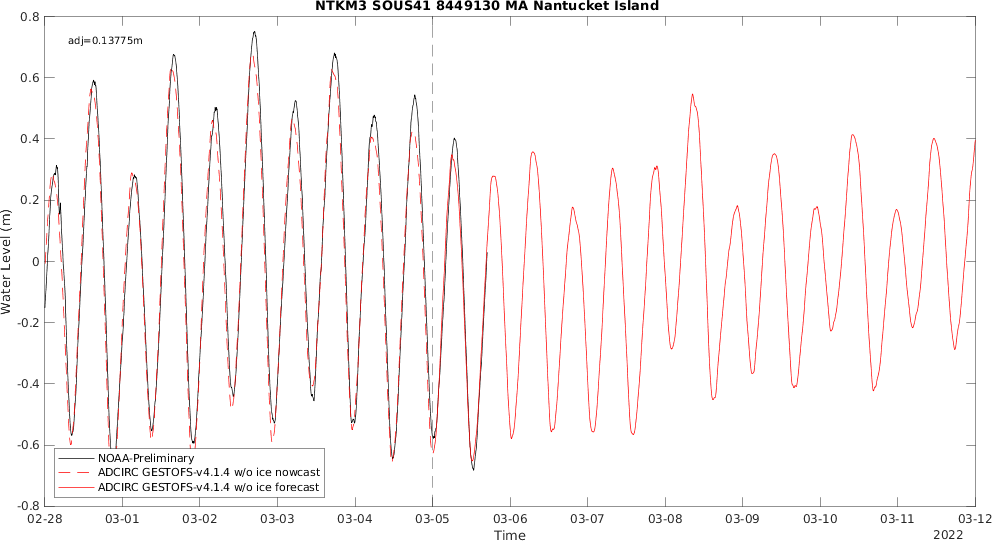 NTKM3 SOUS41 8449130 MA Nantucket Island
adj=0.13775m
0.8
0.6
0.4
0.2
0
-0.2
-0.4
-0.6
-0.8
Water Level (m)
NOAA-Preliminary
ADCIRC GESTOFS-v4.1.4 w/o ice nowcast
ADCIRC GESTOFS-v4.1.4 w/o ice forecast
02-28 03-01 03-02 03-03 03-04 03-05 03-06 03-07 03-08 03-09 03-10 03-11 03-12
Time
2022